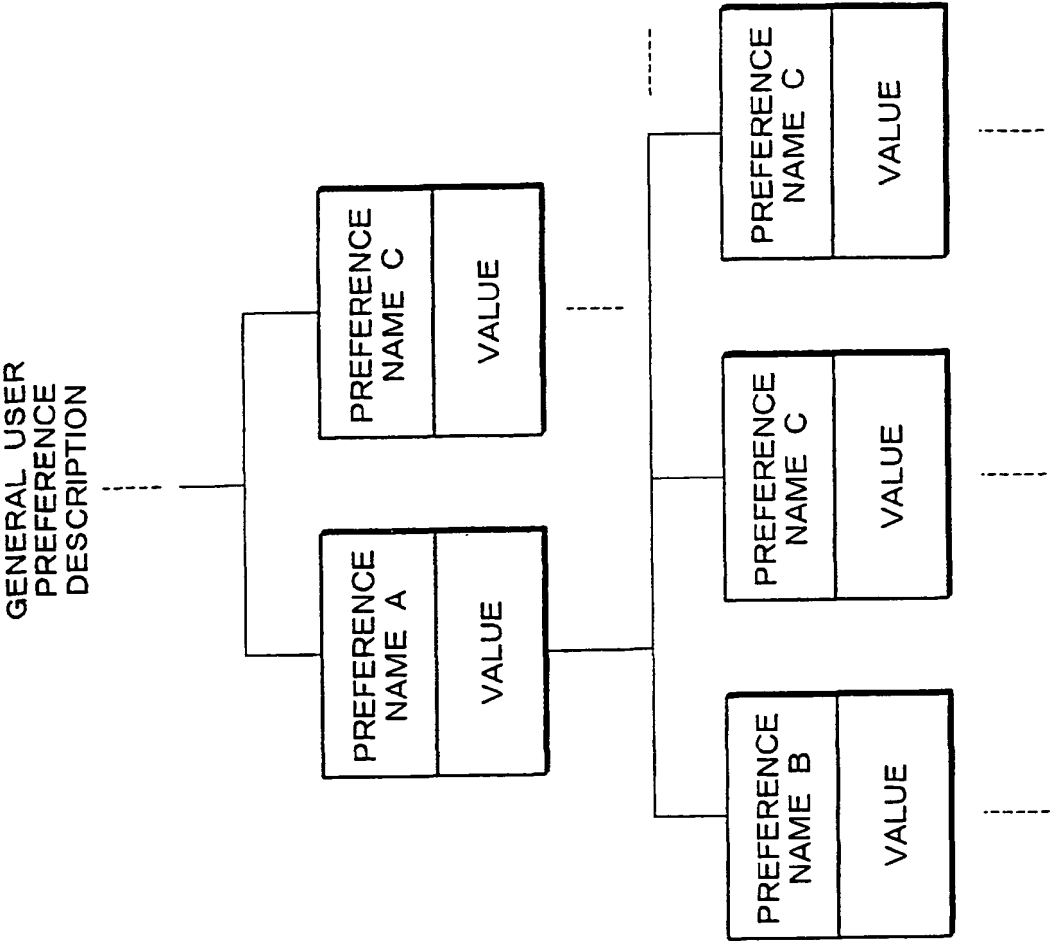 GENERAL USER
PREFERENCE
DESCRIPTION
PREFERENCE
NAME A
VALUE
PREFERENCE
NAME C
VALUE
PREFERENCE
NAME B
VALUE
PREFERENCE
NAME C
VALUE
PREFERENCE
NAME C
VALUE